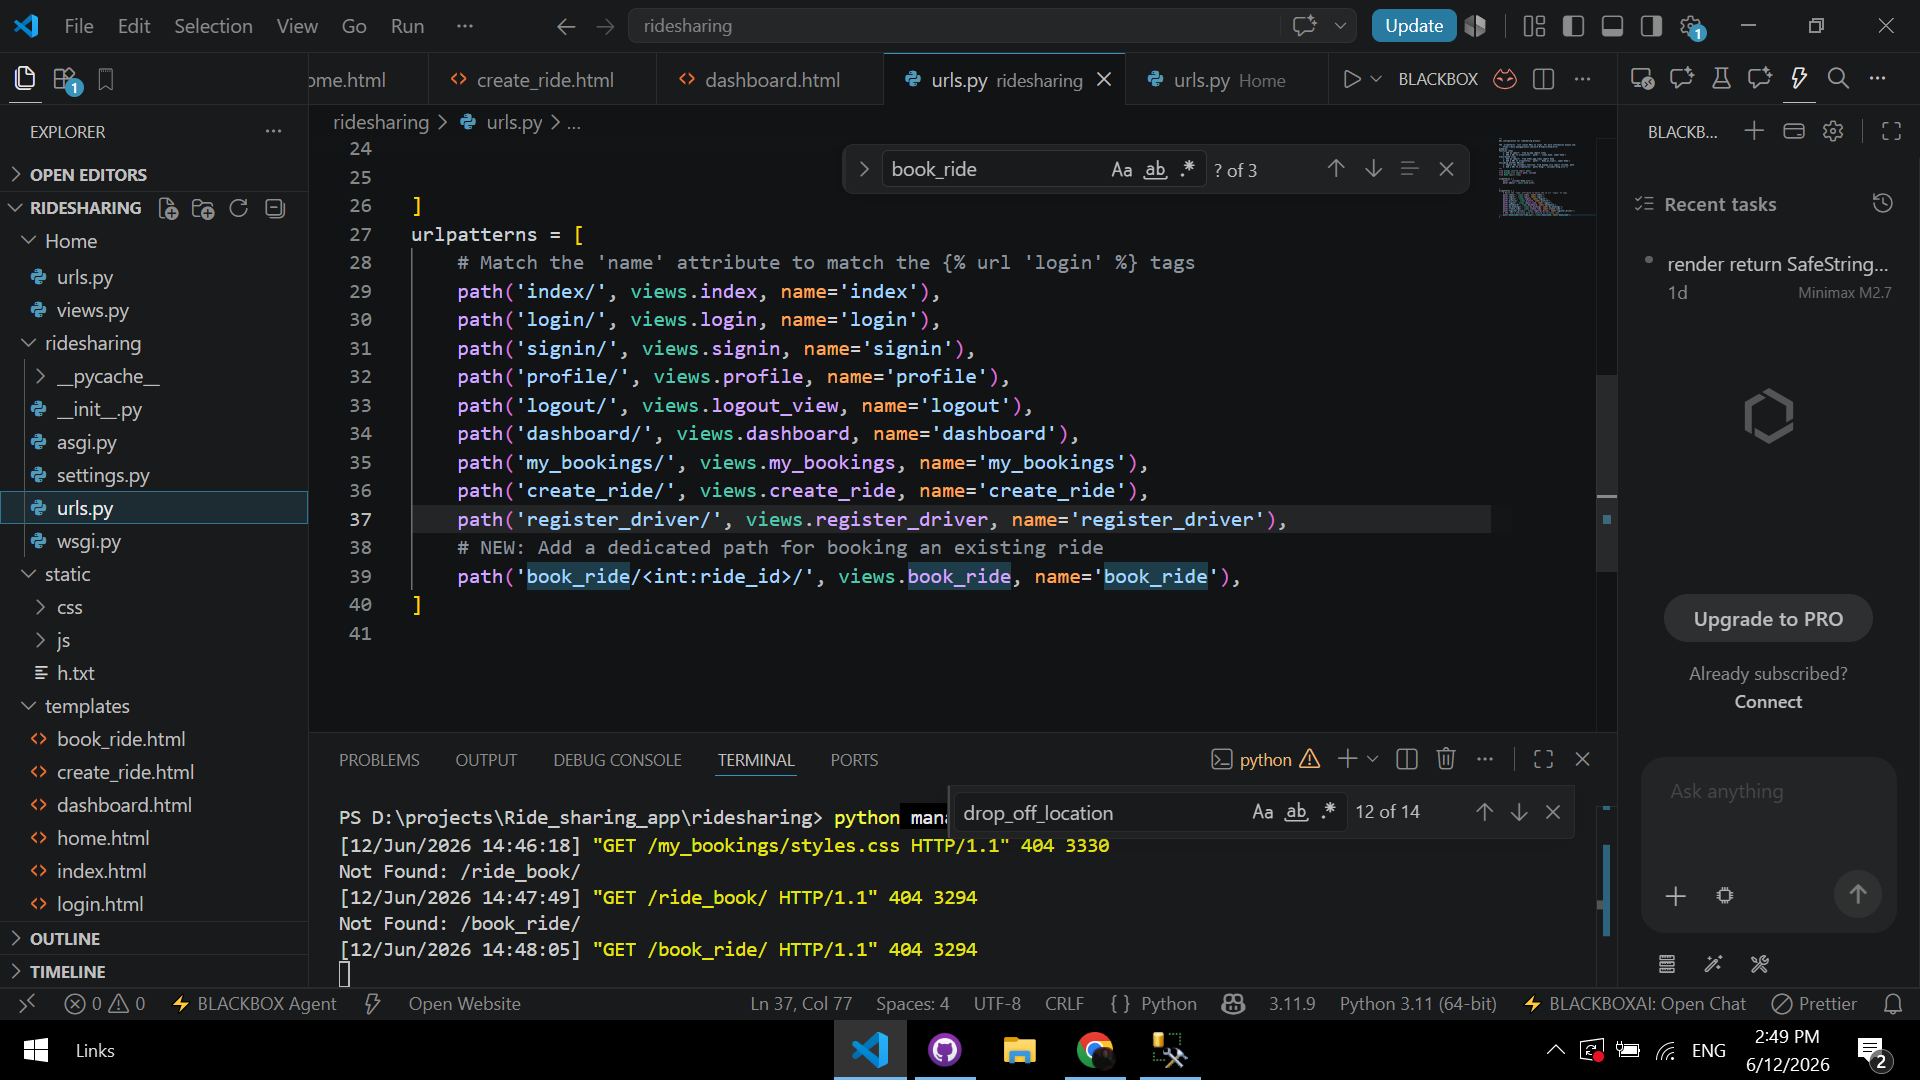 File Edit Selection View Go Run ···
ridesharing
Update
1
1
ome.html
create_ride.html
dashboard.html
urls.py ridesharing
urls.py Home
BLACKBOX
EXPLORER
OPEN EDITORS
RIDESHARING
Home
urls.py
views.py
ridesharing
__pycache__
__init__.py
asgi.py
settings.py
urls.py
wsgi.py
static
css
js
h.txt
templates
book_ride.html
create_ride.html
dashboard.html
home.html
index.html
login.html
OUTLINE
TIMELINE
ridesharing > urls.py > ...
book_ride
Aa ab .* ? of 3
24
25
26 ]
27 urlpatterns = [
28 # Match the 'name' attribute to match the {% url 'login' %} tags
29 path('index/', views.index, name='index'),
30 path('login/', views.login, name='login'),
31 path('signin/', views.signin, name='signin'),
32 path('profile/', views.profile, name='profile'),
33 path('logout/', views.logout_view, name='logout'),
34 path('dashboard/', views.dashboard, name='dashboard'),
35 path('my_bookings/', views.my_bookings, name='my_bookings'),
36 path('create_ride/', views.create_ride, name='create_ride'),
37 path('register_driver/', views.register_driver, name='register_driver'),
38 # NEW: Add a dedicated path for booking an existing ride
39 path('book_ride/<int:ride_id>/', views.book_ride, name='book_ride'),
40 ]
41
PROBLEMS OUTPUT DEBUG CONSOLE TERMINAL PORTS
python
drop_off_location
Aa ab .* 12 of 14
PS D:\projects\Ride_sharing_app\ridesharing> python mana
[12/Jun/2026 14:46:18] "GET /my_bookings/styles.css HTTP/1.1" 404 3330
Not Found: /ride_book/
[12/Jun/2026 14:47:49] "GET /ride_book/ HTTP/1.1" 404 3294
Not Found: /book_ride/
[12/Jun/2026 14:48:05] "GET /book_ride/ HTTP/1.1" 404 3294
BLACKB...
Recent tasks
render return SafeString...
1d Minimax M2.7
Upgrade to PRO
Already subscribed?
Connect
Ask anything
0 0 BLACKBOX Agent Open Website Ln 37, Col 77 Spaces: 4 UTF-8 CRLF { } Python 3.11.9 Python 3.11 (64-bit) BLACKBOXAI: Open Chat Prettier
Links
ENG
2:49 PM
6/12/2026
2